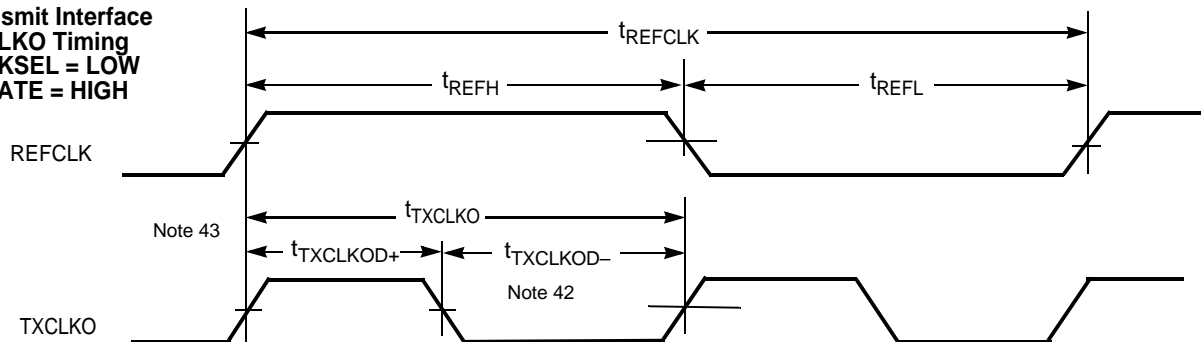 smit Interface
LKO Timing
KSEL = LOW
ATE = HIGH
tREFCLK
tREFH
tREFL
REFCLK
Note 43
tTXCLKO
tTXCLKOD+
tTXCLKOD–
Note 42
TXCLKO